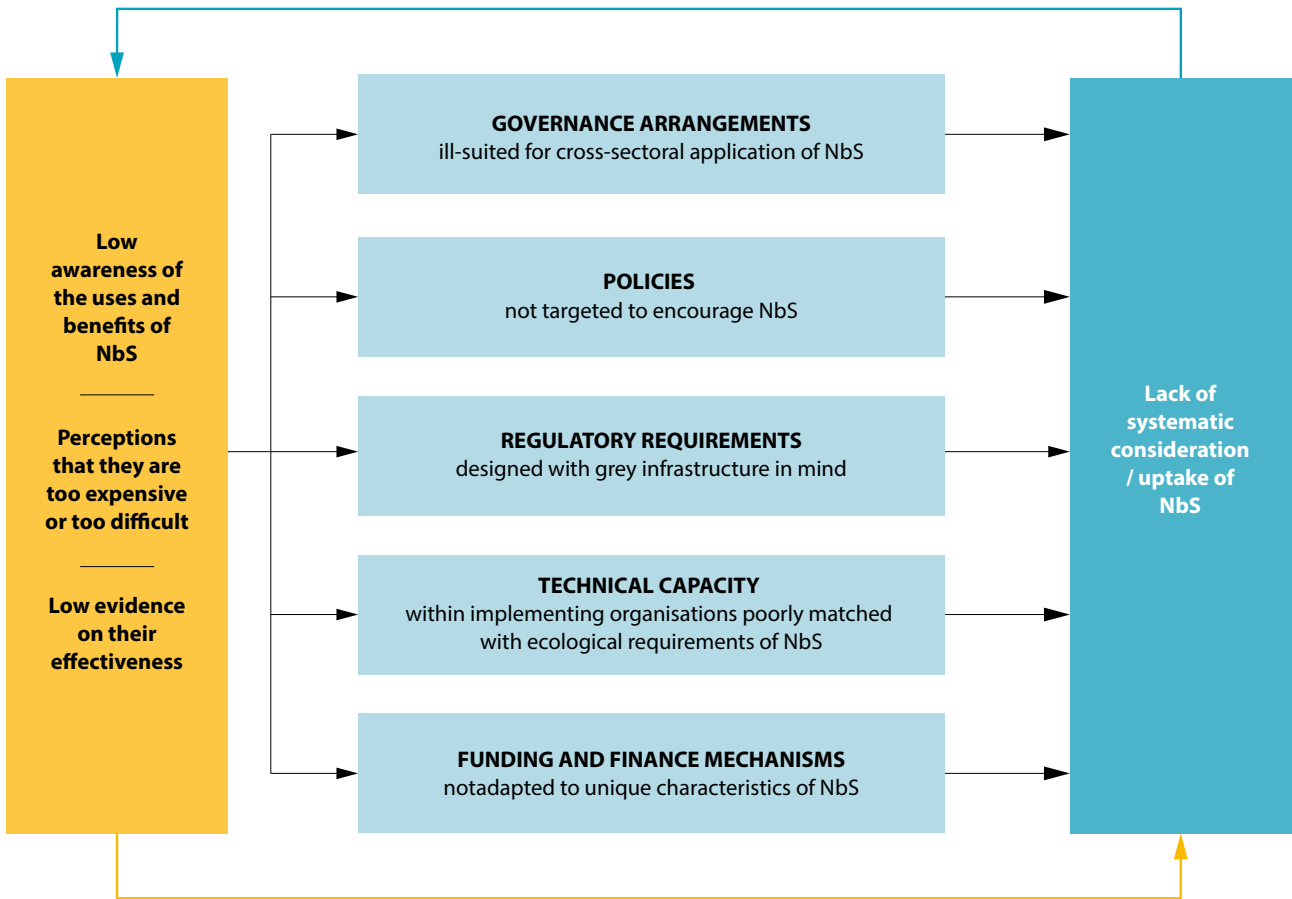 Low
awareness of
the uses and
benefits of
NbS
Perceptions
that they are
too expensive
or too difficult
Low evidence
on their
effectiveness
GOVERNANCE ARRANGEMENTS
ill-suited for cross-sectoral application of NbS
POLICIES
not targeted to encourage NbS
REGULATORY REQUIREMENTS
designed with grey infrastructure in mind
TECHNICAL CAPACITY
within implementing organisations poorly matched
with ecological requirements of NbS
FUNDING AND FINANCE MECHANISMS
notadapted to unique characteristics of NbS
Lack of
systematic
consideration
/ uptake of
NbS